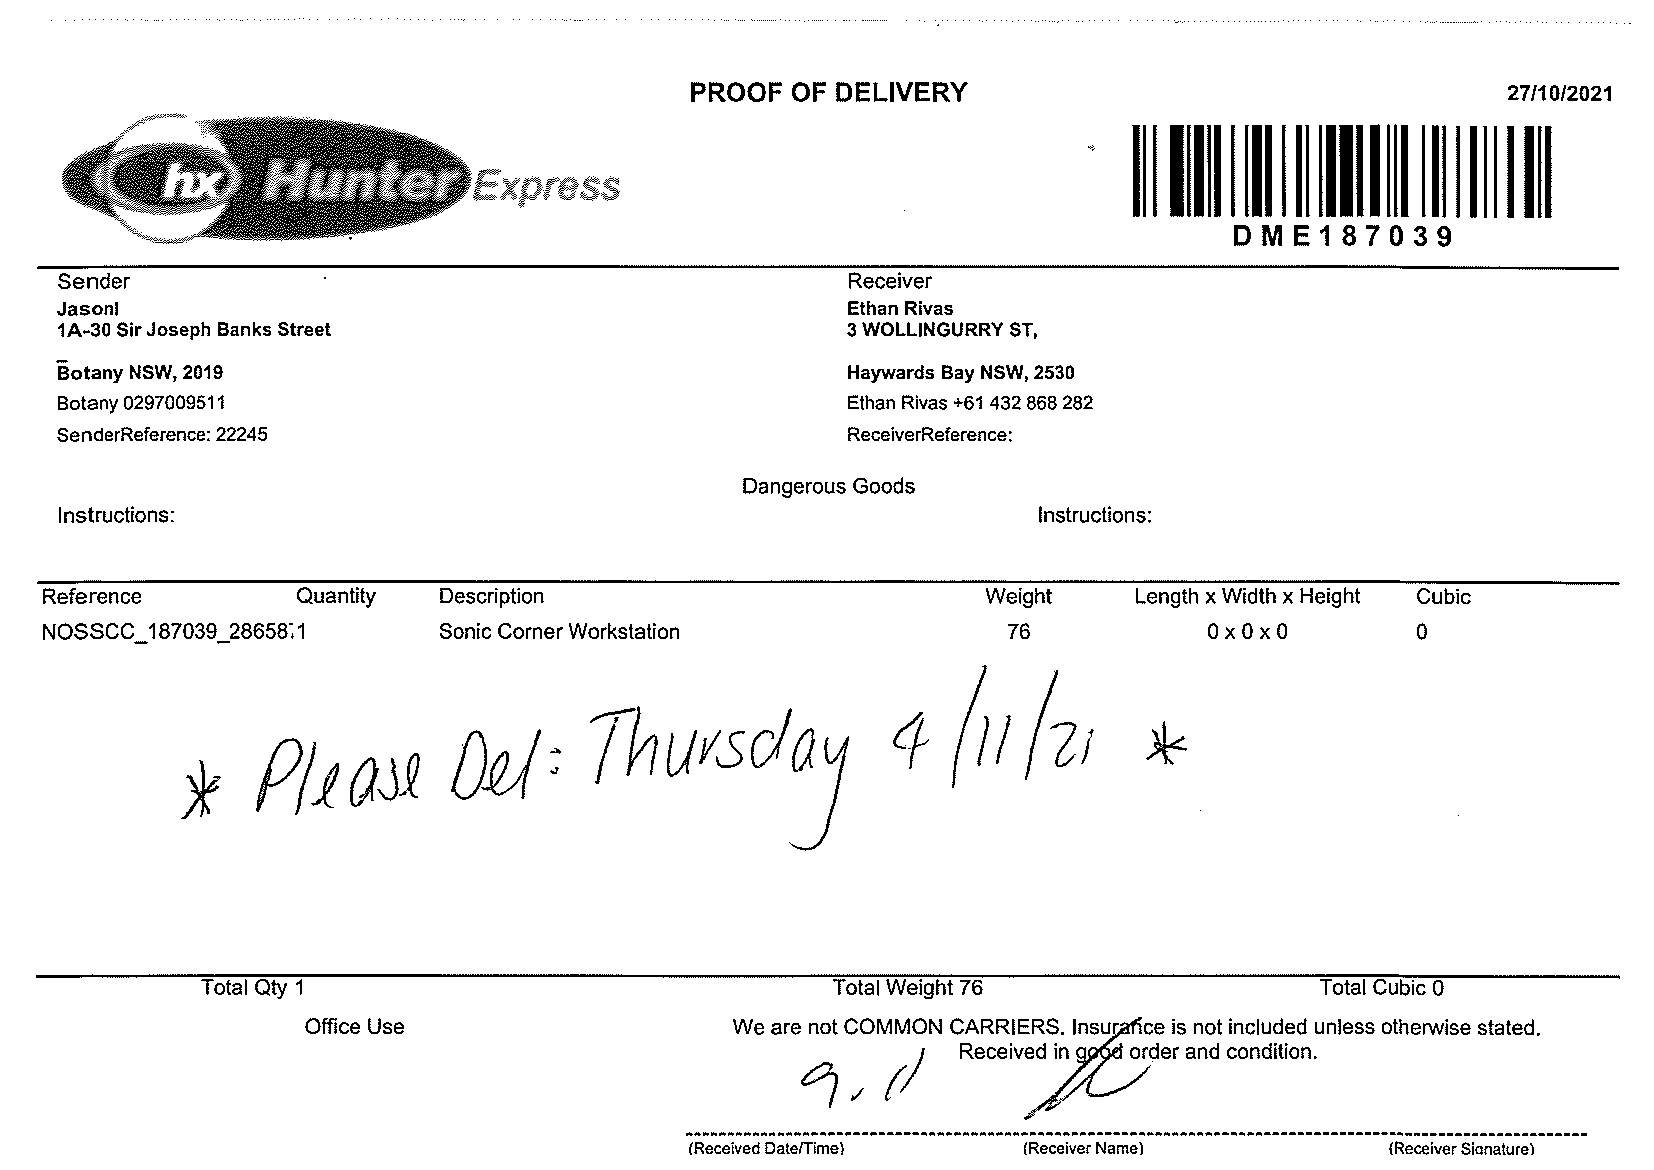 PROOF OF DELIVERY
27/10/2021
hx Hunter Express
DME187039
Sender
Jasonl
1A-30 Sir Joseph Banks Street
Botany NSW, 2019
Botany 0297009511
SenderReference: 22245
Receiver
Ethan Rivas
3 WOLLINGURRY ST,
Haywards Bay NSW, 2530
Ethan Rivas +61 432 868 282
ReceiverReference:
Dangerous Goods
Instructions:
Instructions:
Reference Quantity Description Weight Length x Width x Height Cubic
NOSSCC_187039_28658 1 Sonic Corner Workstation 76 0 x 0 x 0 0
* Please Del: Thursday 4/11/21 *
Total Qty 1 Total Weight 76 Total Cubic 0
Office Use
We are not COMMON CARRIERS. Insurance is not included unless otherwise stated.
Received in good order and condition.
(Received Date/Time) (Receiver Name) (Receiver Signature)